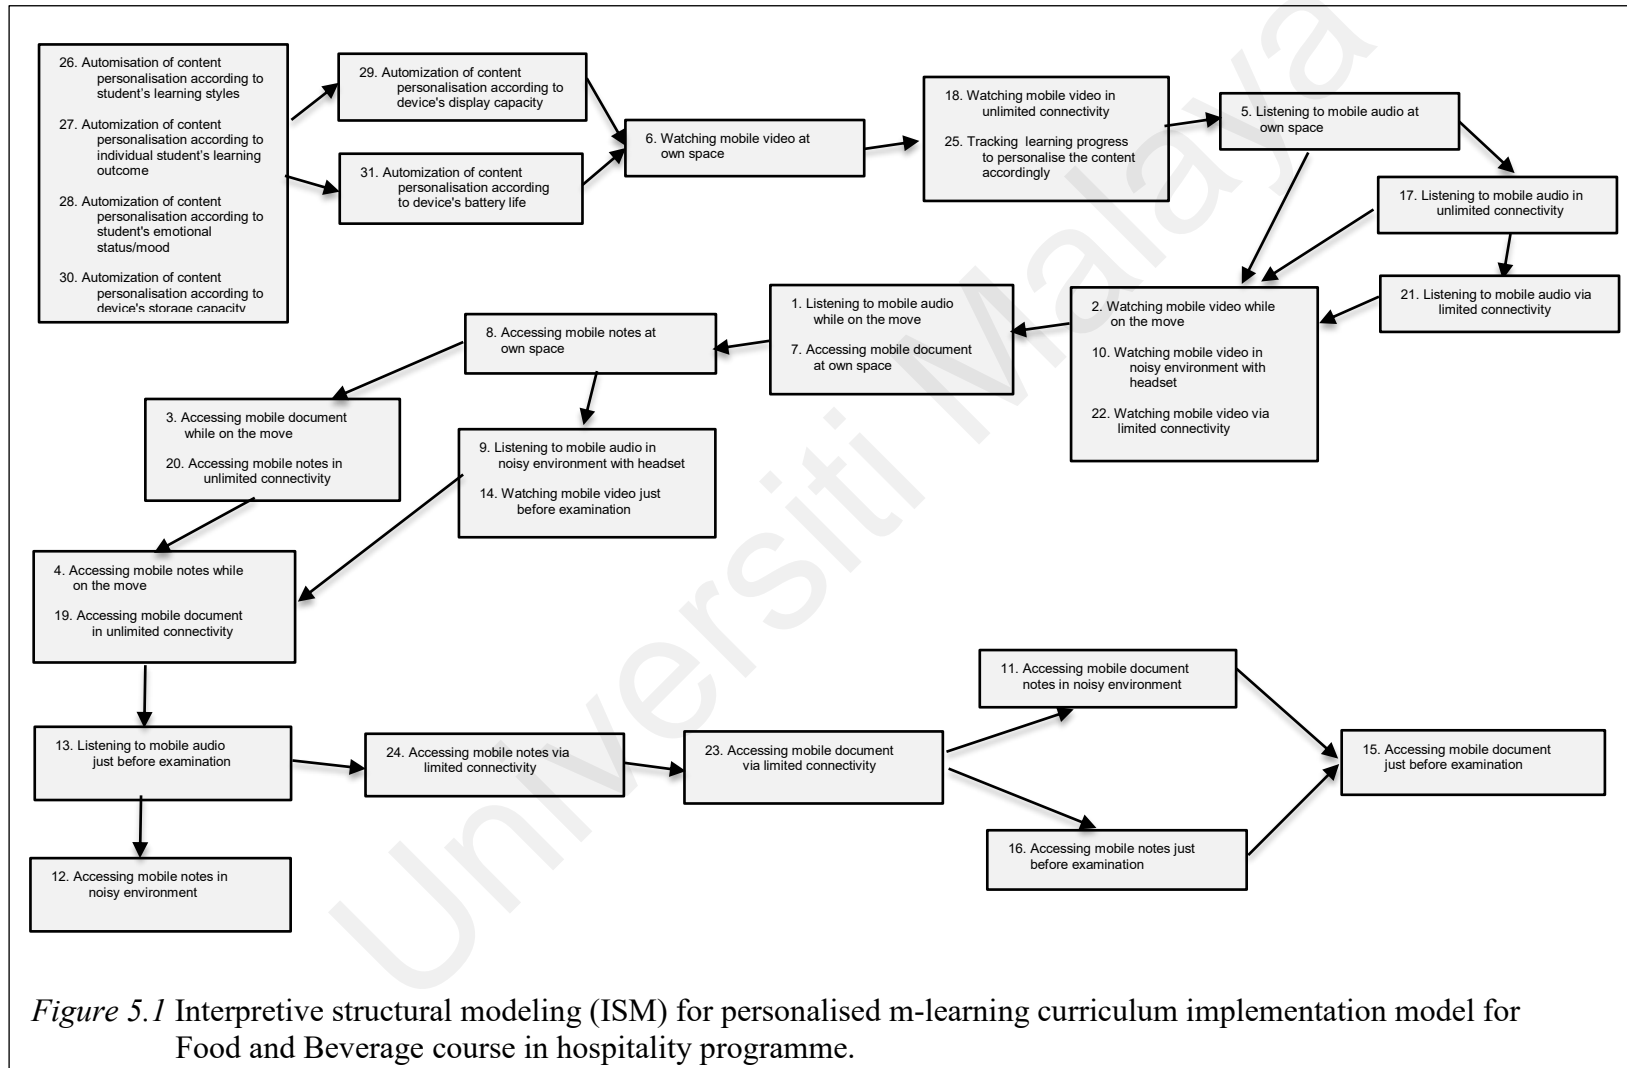 26. Automisation of content
personalisation according to
student's learning styles
27. Automization of content
personalisation according to
individual student's learning
outcome
28. Automization of content
personalisation according to
student's emotional
status/mood
30. Automization of content
personalisation according to
device's storage capacity
29. Automization of content
personalisation according to
device's display capacity
31. Automization of content
personalisation according
to device's battery life
6. Watching mobile video at
own space
18. Watching mobile video in
unlimited connectivity
25. Tracking learning progress
to personalise the content
accordingly
5. Listening to mobile audio at
own space
17. Listening to mobile audio in
unlimited connectivity
21. Listening to mobile audio via
limited connectivity
2. Watching mobile video while
on the move
10. Watching mobile video in
noisy environment with
headset
22. Watching mobile video via
limited connectivity
1. Listening to mobile audio
while on the move
7. Accessing mobile document
at own space
8. Accessing mobile notes at
own space
3. Accessing mobile document
while on the move
20. Accessing mobile notes in
unlimited connectivity
9. Listening to mobile audio in
noisy environment with headset
14. Watching mobile video just
before examination
4. Accessing mobile notes while
on the move
19. Accessing mobile document
in unlimited connectivity
13. Listening to mobile audio
just before examination
24. Accessing mobile notes via
limited connectivity
23. Accessing mobile document
via limited connectivity
11. Accessing mobile document
notes in noisy environment
16. Accessing mobile notes just
before examination
15. Accessing mobile document
just before examination
12. Accessing mobile notes in
noisy environment
Universiti Malaya
Figure 5.1 Interpretive structural modeling (ISM) for personalised m-learning curriculum implementation model for
Food and Beverage course in hospitality programme.